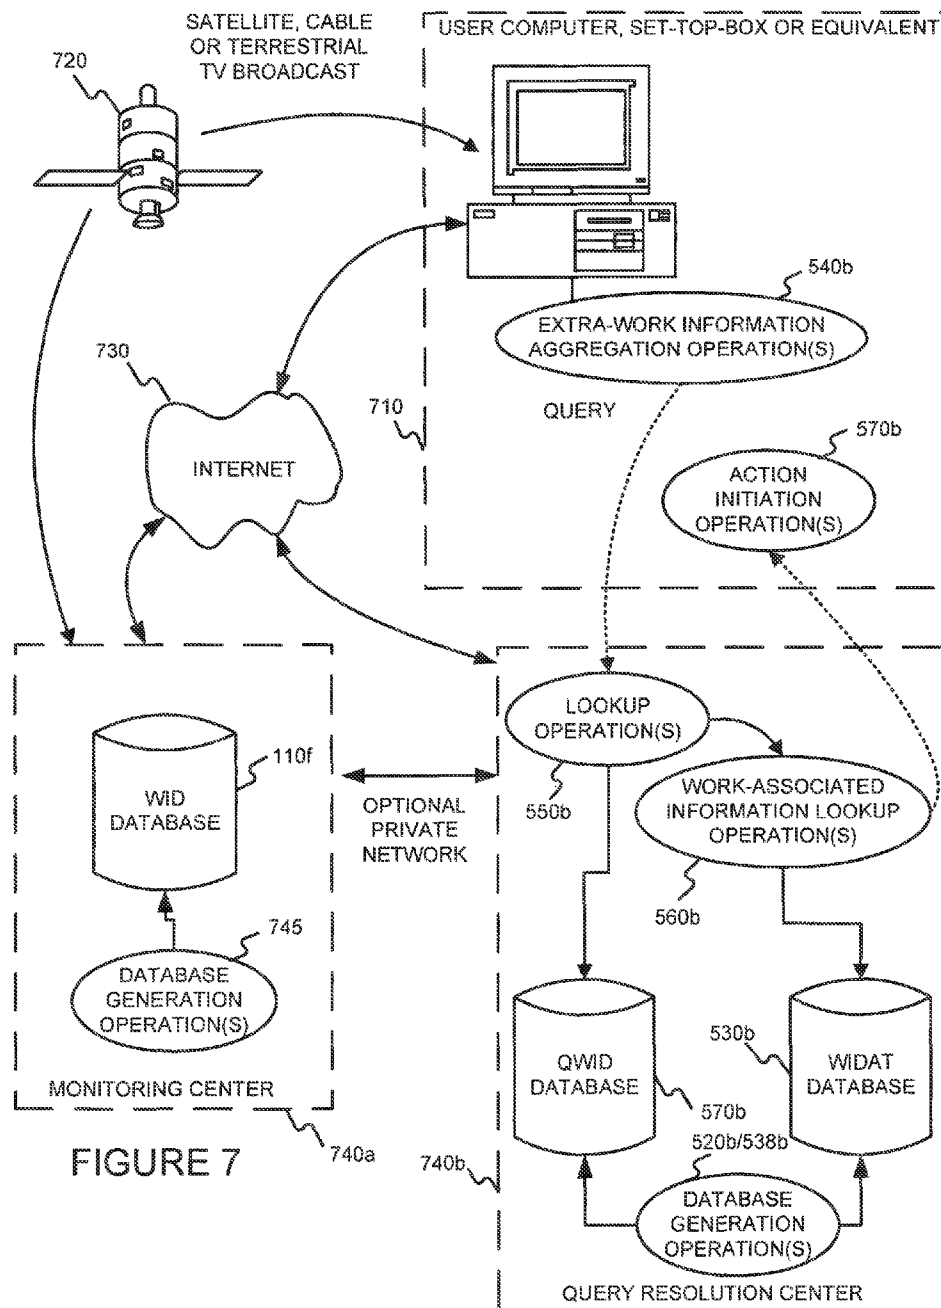 SATELLITE, CABLE
OR TERRESTRIAL
TV BROADCAST
720
USER COMPUTER, SET-TOP-BOX OR EQUIVALENT
540b
EXTRA-WORK INFORMATION
AGGREGATION OPERATION(S)
730
710
QUERY
570b
INTERNET
ACTION
INITIATION
OPERATION(S)
LOOKUP
OPERATION(S)
110f
WID
DATABASE
OPTIONAL
PRIVATE
NETWORK
550b
WORK-ASSOCIATED
INFORMATION LOOKUP
OPERATION(S)
560b
745
DATABASE
GENERATION
OPERATION(S)
QWID
DATABASE
530b
WIDAT
DATABASE
MONITORING CENTER
570b
740a
FIGURE 7
740b
520b/538b
DATABASE
GENERATION
OPERATION(S)
QUERY RESOLUTION CENTER